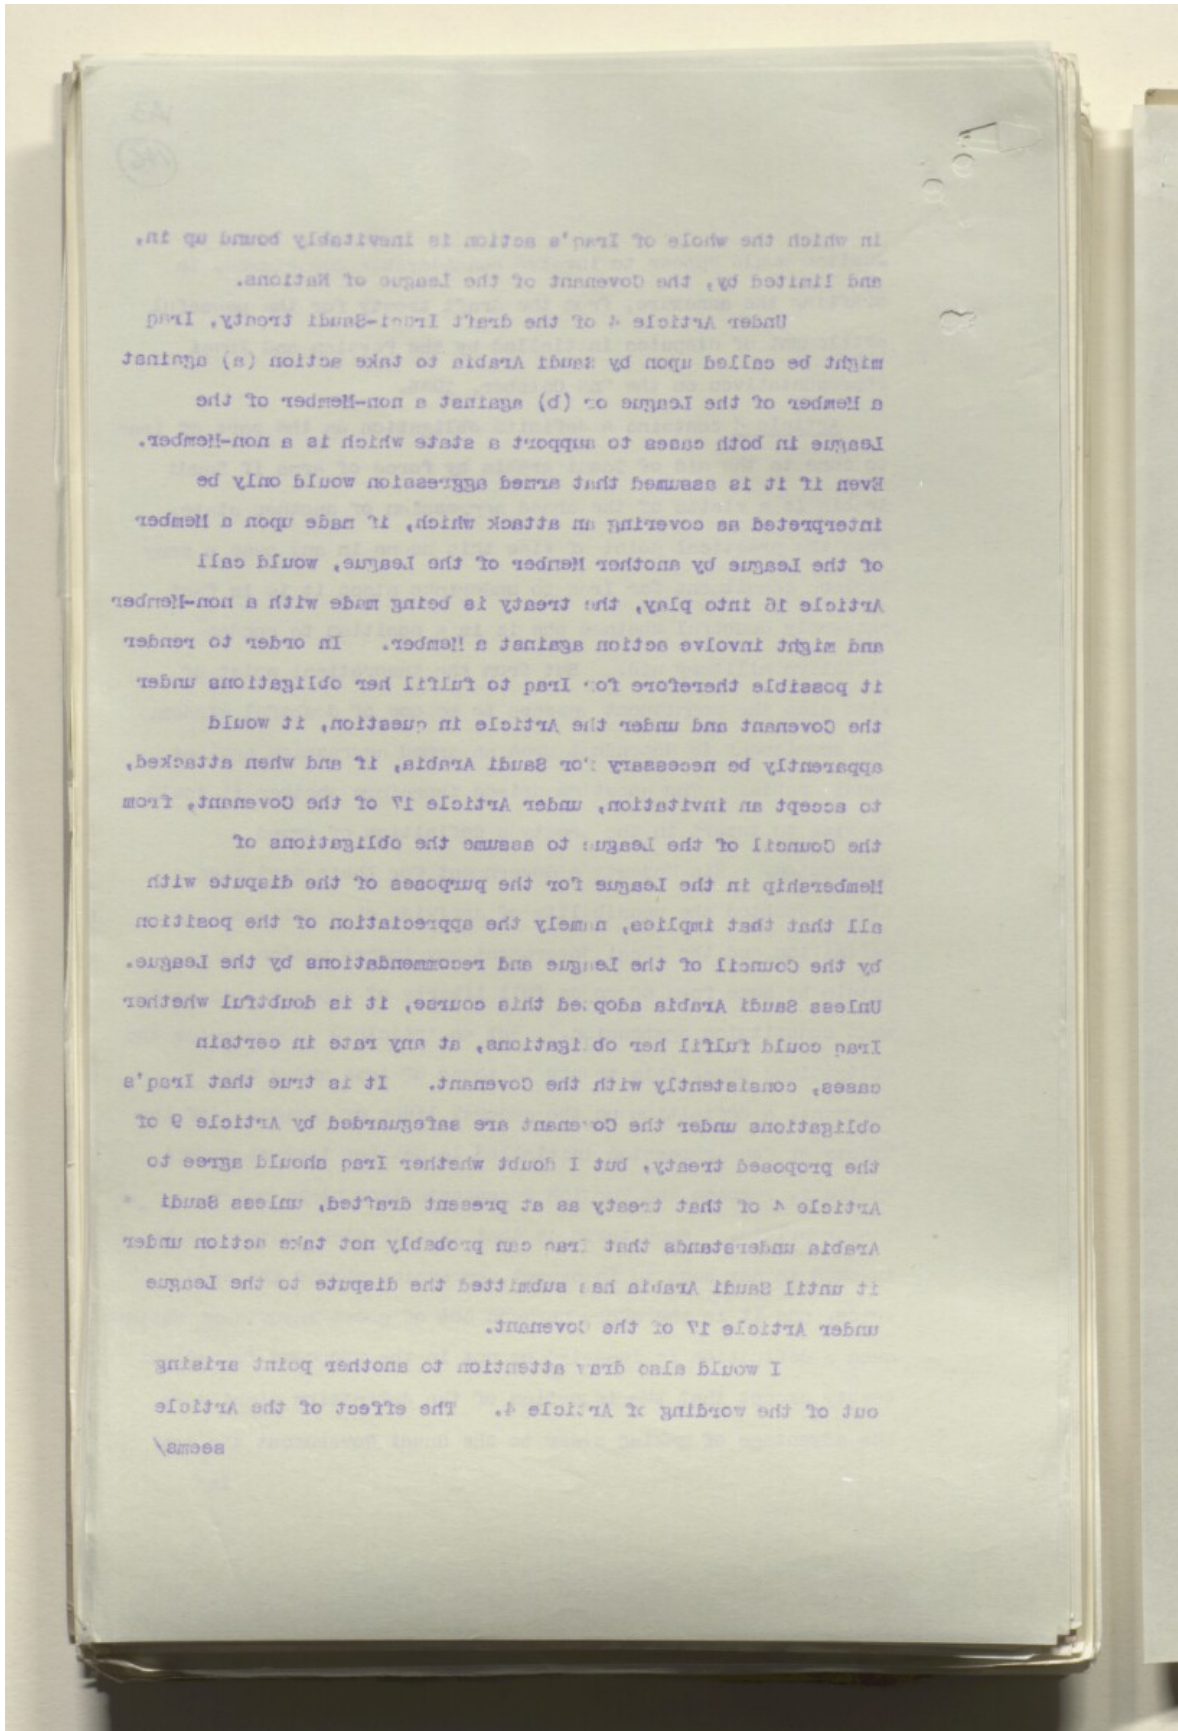 in which the whole of Iraq's action is inevitably bound up in,
and limited by, the Covenant of the League of Nations.
Under Article 4 of the draft Iraqi-Saudi treaty, Iraq
might be called upon by Saudi Arabia to take action (a) against
a Member of the League or (b) against a non-Member of the
League in both cases to support a state which is a non-Member.
Even if it is assumed that armed aggression would only be
interpreted as covering an attack which, if made upon a Member
of the League by another Member of the League, would call
Article 16 into play, the treaty is being made with a non-Member
and might involve action against a Member. In order to render
it possible therefore for Iraq to fulfil her obligations under
the Covenant and under the Article in question, it would
apparently be necessary for Saudi Arabia, if and when attacked,
to accept an invitation, under Article 17 of the Covenant, from
the Council of the League to assume the obligations of
Membership in the League for the purposes of the dispute with
all that that implies, namely the appreciation of the position
by the Council of the League and recommendations by the League.
Unless Saudi Arabia adopted this course, it is doubtful whether
Iraq could fulfil her obligations, at any rate in certain
cases, consistently with the Covenant. It is true that Iraq's
obligations under the Covenant are safeguarded by Article 9 of
the proposed treaty, but I doubt whether Iraq should agree to
Article 4 of that treaty as at present drafted, unless Saudi
Arabia understands that Iraq can probably not take action under
it until Saudi Arabia has submitted the dispute to the League
under Article 17 of the Covenant.
I would also draw attention to another point arising
out of the wording of Article 4. The effect of the Article
seems/